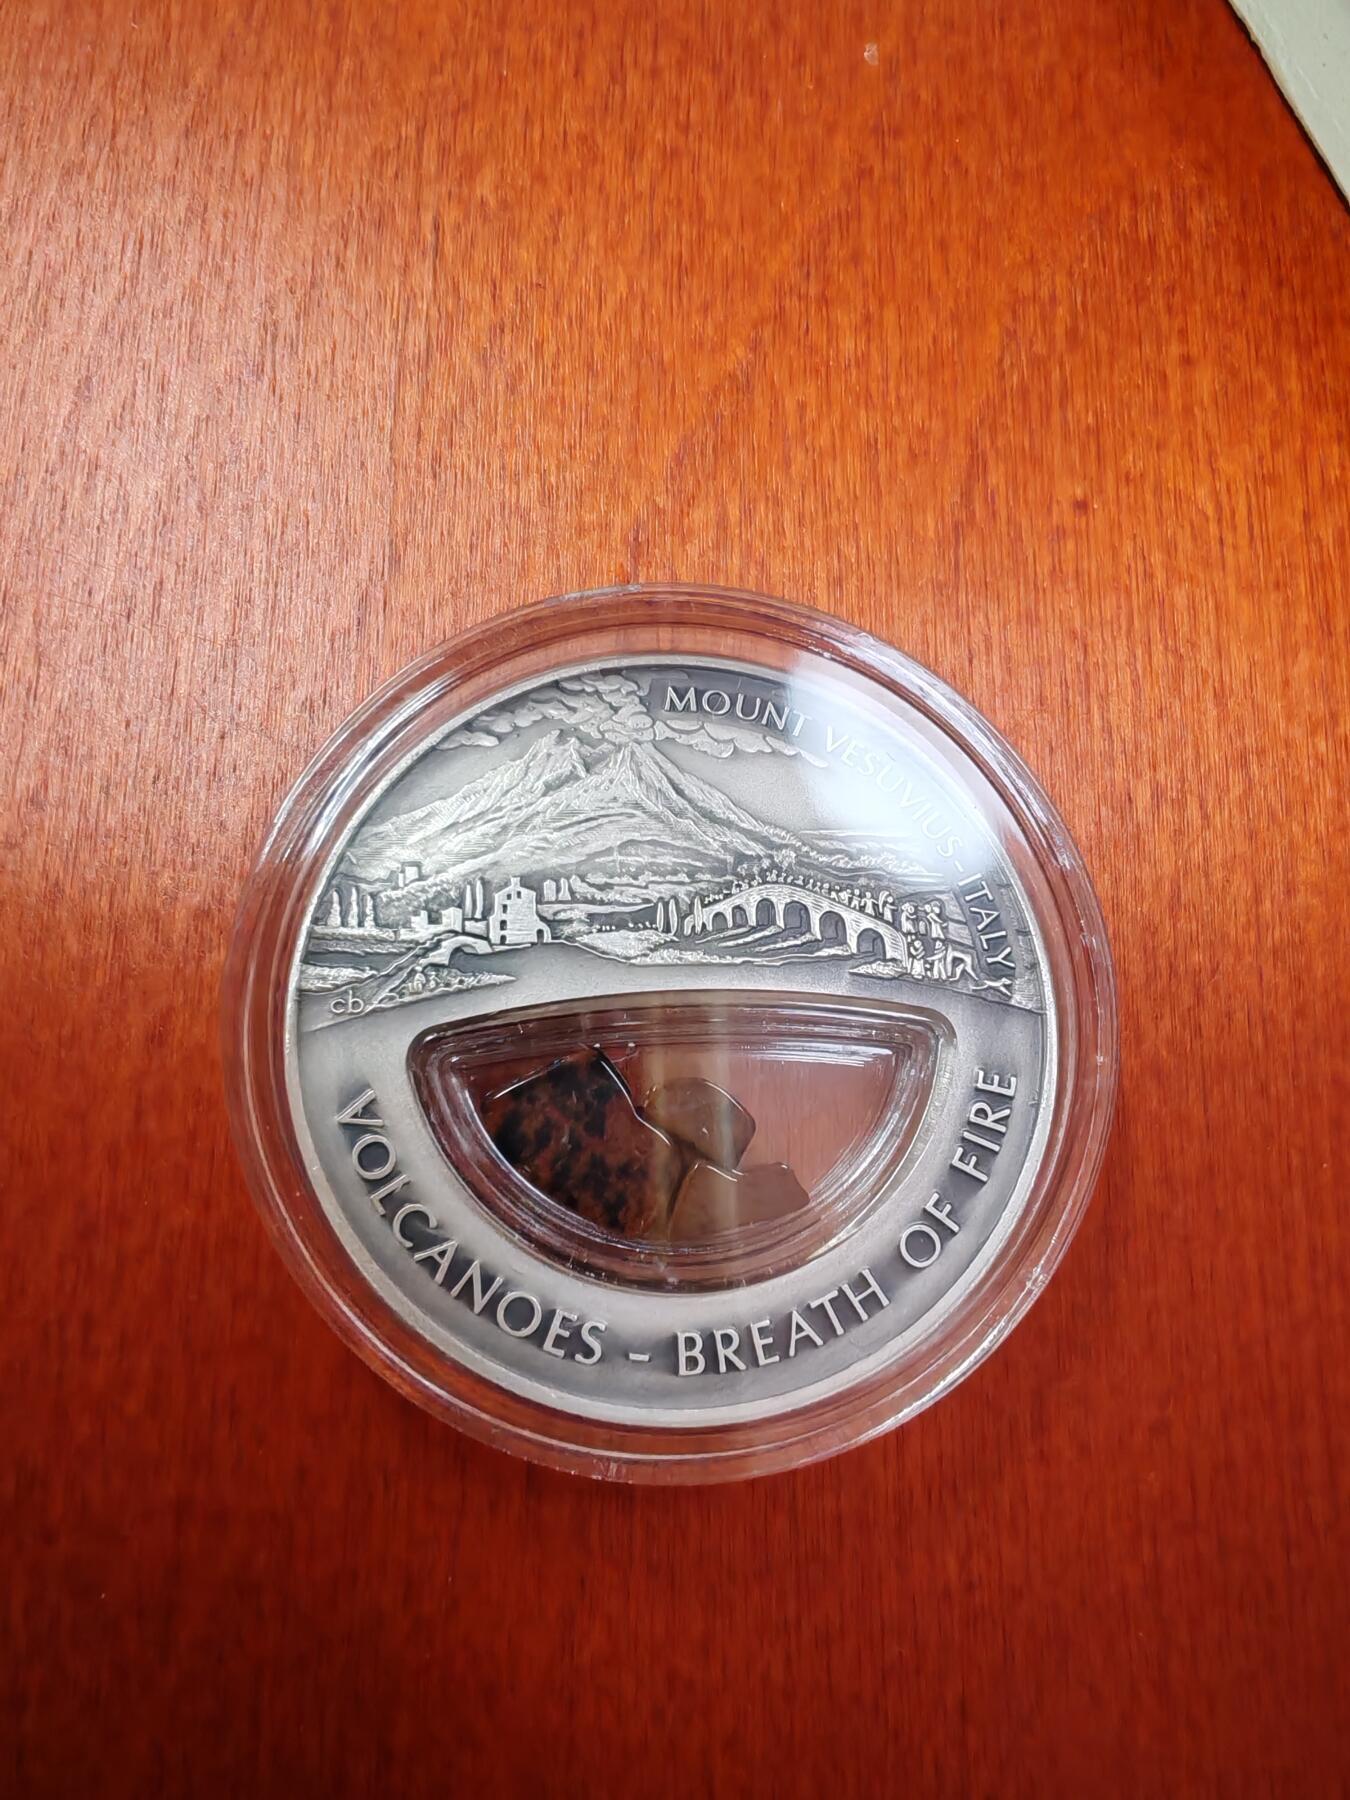 MOUNT VESUVIUS-ITALY
cb
VOLCANOES - BREATH OF FIRE